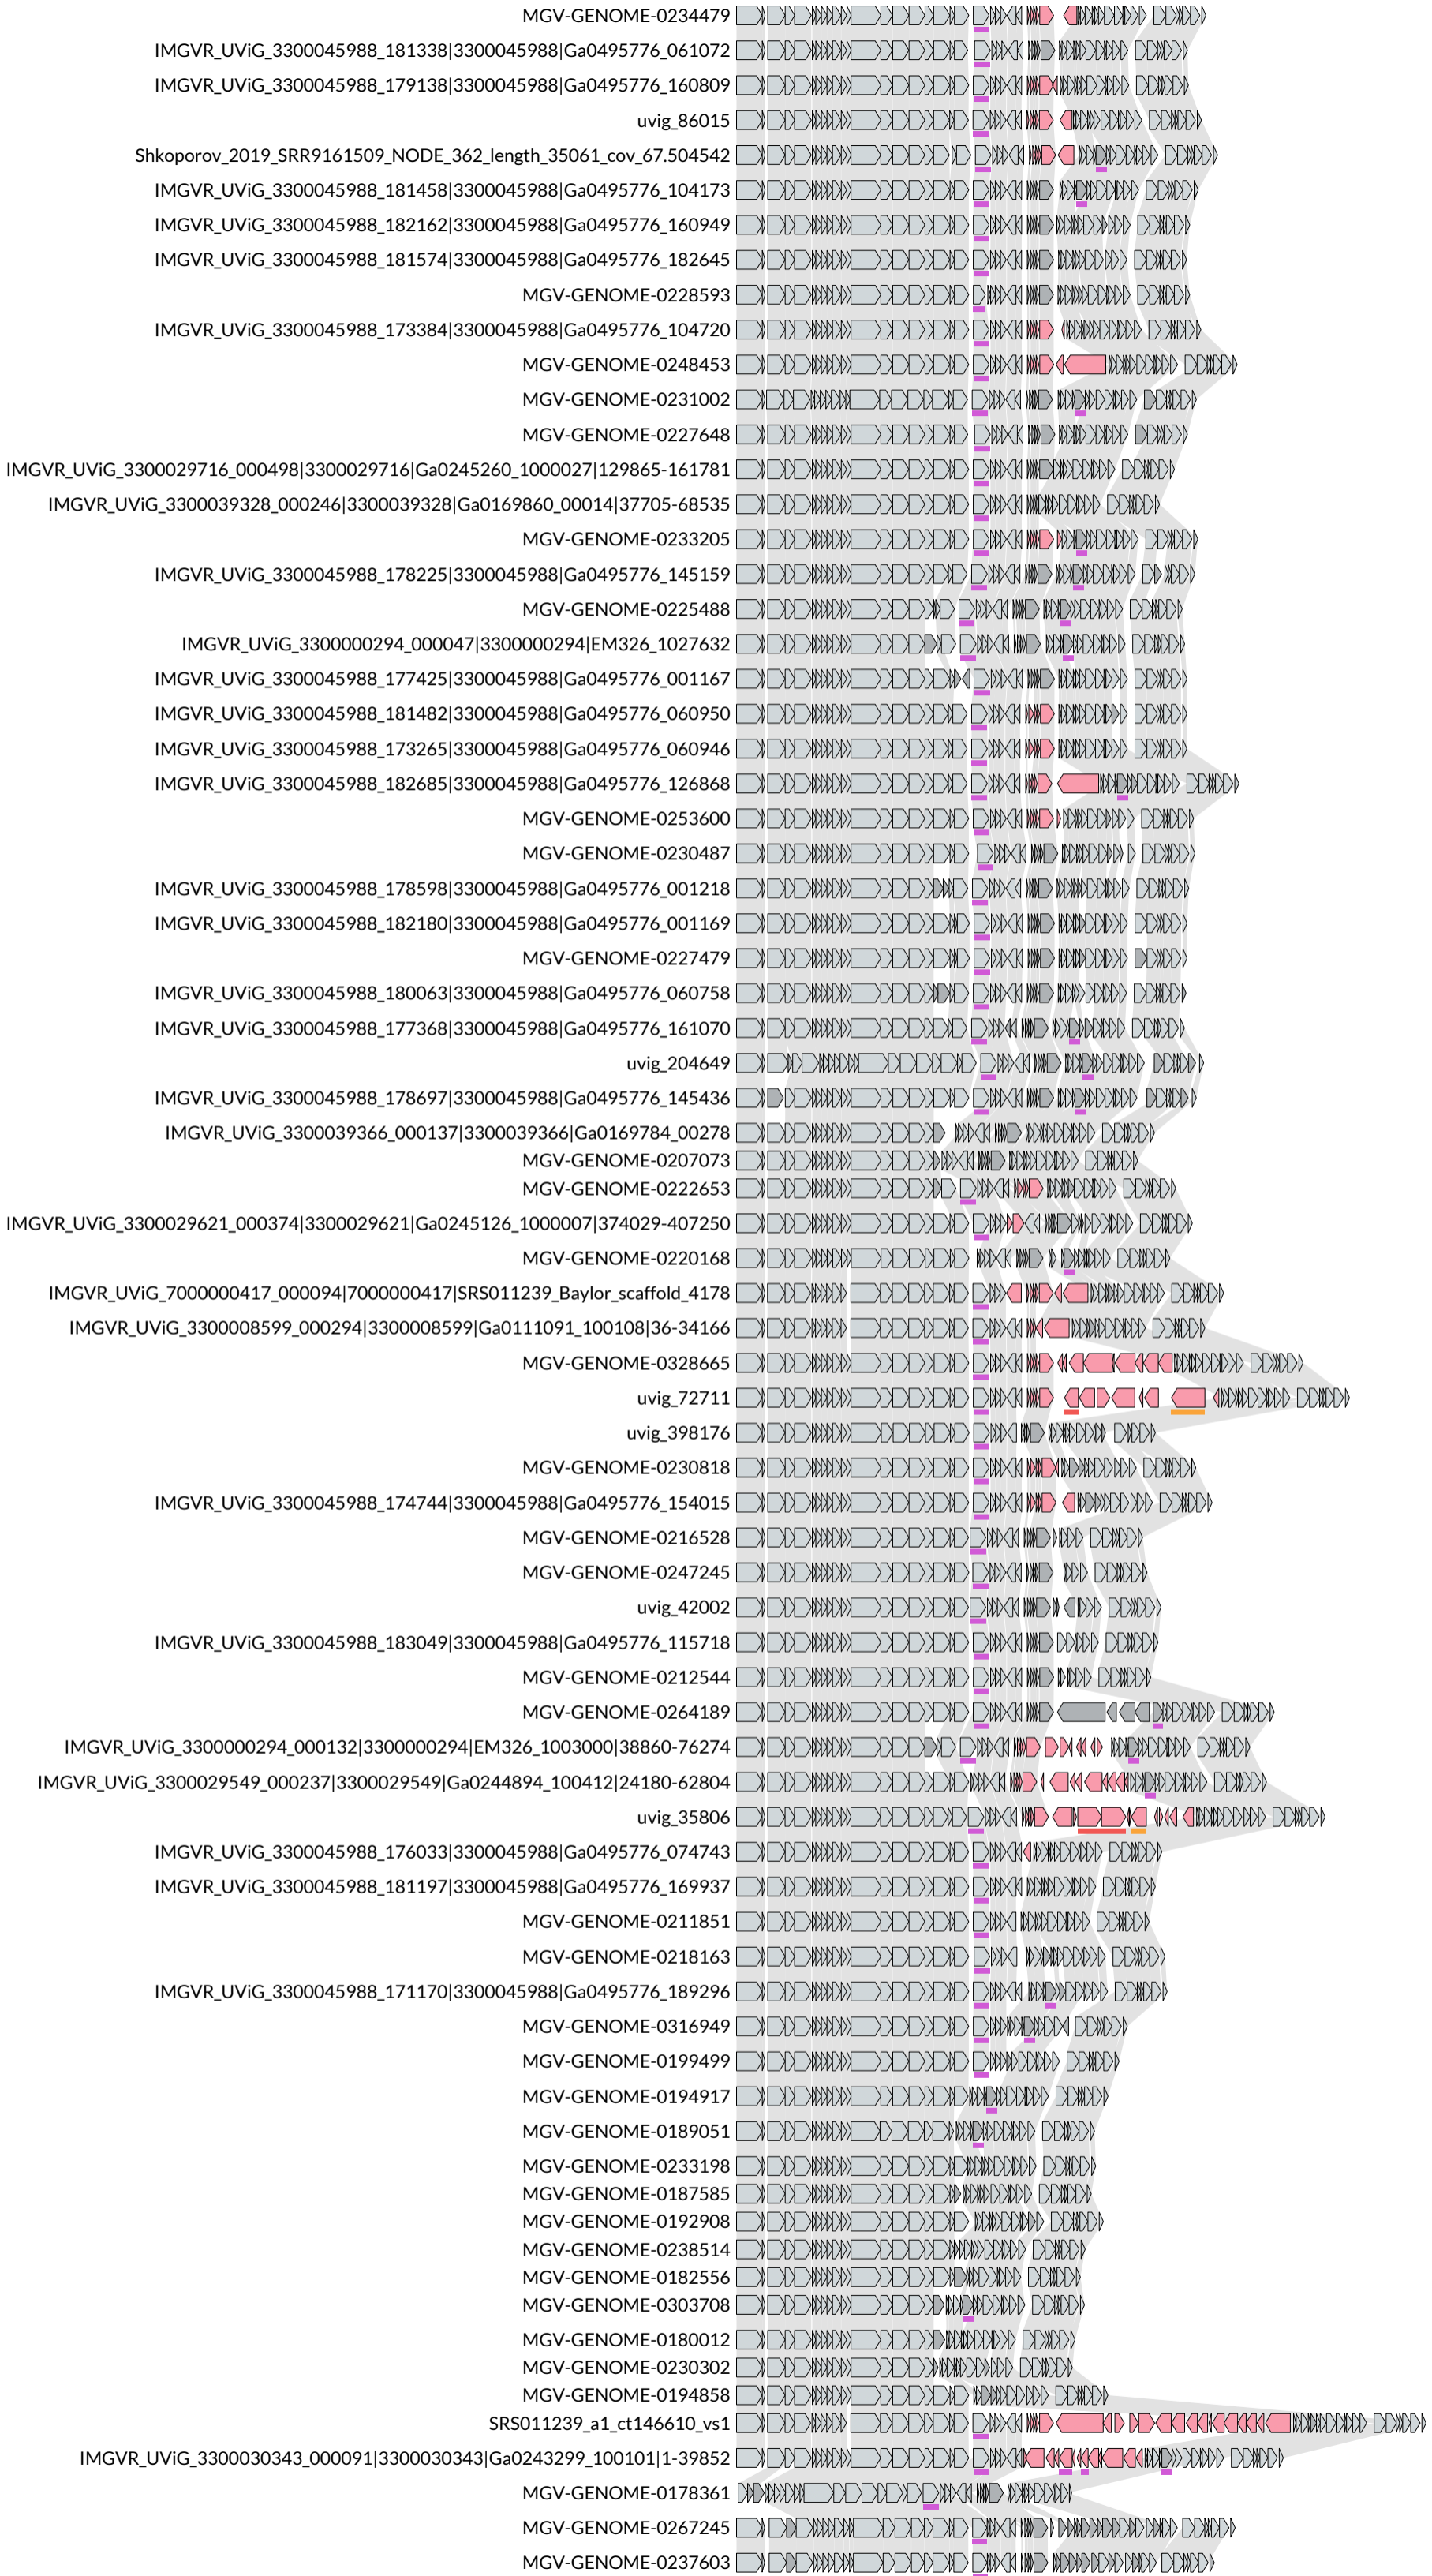 MGV-GENOME-0234479
IMGVR_UViG_3300045988_181338|3300045988|Ga0495776_061072
IMGVR_UViG_3300045988_179138|3300045988|Ga0495776_160809
uvig_86015
Shkoporov_2019_SRR9161509_NODE_362_length_35061_cov_67.504542
IMGVR_UViG_3300045988_181458|3300045988|Ga0495776_104173
IMGVR_UViG_3300045988_182162|3300045988|Ga0495776_160949
IMGVR_UViG_3300045988_181574|3300045988|Ga0495776_182645
MGV-GENOME-0228593
IMGVR_UViG_3300045988_173384|3300045988|Ga0495776_104720
MGV-GENOME-0248453
MGV-GENOME-0231002
MGV-GENOME-0227648
IMGVR_UViG_3300029716_000498|3300029716|Ga0245260_1000027|129865-161781
IMGVR_UViG_3300039328_000246|3300039328|Ga0169860_00014|37705-68535
MGV-GENOME-0233205
IMGVR_UViG_3300045988_178225|3300045988|Ga0495776_145159
MGV-GENOME-0225488
IMGVR_UViG_3300000294_000047|3300000294|EM326_1027632
IMGVR_UViG_3300045988_177425|3300045988|Ga0495776_001167
IMGVR_UViG_3300045988_181482|3300045988|Ga0495776_060950
IMGVR_UViG_3300045988_173265|3300045988|Ga0495776_060946
IMGVR_UViG_3300045988_182685|3300045988|Ga0495776_126868
MGV-GENOME-0253600
MGV-GENOME-0230487
IMGVR_UViG_3300045988_178598|3300045988|Ga0495776_001218
IMGVR_UViG_3300045988_182180|3300045988|Ga0495776_001169
MGV-GENOME-0227479
IMGVR_UViG_3300045988_180063|3300045988|Ga0495776_060758
IMGVR_UViG_3300045988_177368|3300045988|Ga0495776_161070
uvig_204649
IMGVR_UViG_3300045988_178697|3300045988|Ga0495776_145436
IMGVR_UViG_3300039366_000137|3300039366|Ga0169784_00278
MGV-GENOME-0207073
MGV-GENOME-0222653
IMGVR_UViG_3300029621_000374|3300029621|Ga0245126_1000007|374029-407250
MGV-GENOME-0220168
IMGVR_UViG_7000000417_000094|7000000417|SRS011239_Baylor_scaffold_4178
IMGVR_UViG_3300008599_000294|3300008599|Ga0111091_100108|36-34166
MGV-GENOME-0328665
uvig_72711
uvig_398176
MGV-GENOME-0230818
IMGVR_UViG_3300045988_174744|3300045988|Ga0495776_154015
MGV-GENOME-0216528
MGV-GENOME-0247245
uvig_42002
IMGVR_UViG_3300045988_183049|3300045988|Ga0495776_115718
MGV-GENOME-0212544
MGV-GENOME-0264189
IMGVR_UViG_3300000294_000132|3300000294|EM326_1003000|38860-76274
IMGVR_UViG_3300029549_000237|3300029549|Ga0244894_100412|24180-62804
uvig_35806
IMGVR_UViG_3300045988_176033|3300045988|Ga0495776_074743
IMGVR_UViG_3300045988_181197|3300045988|Ga0495776_169937
MGV-GENOME-0211851
MGV-GENOME-0218163
IMGVR_UViG_3300045988_171170|3300045988|Ga0495776_189296
MGV-GENOME-0316949
MGV-GENOME-0199499
MGV-GENOME-0194917
MGV-GENOME-0189051
MGV-GENOME-0233198
MGV-GENOME-0187585
MGV-GENOME-0192908
MGV-GENOME-0238514
MGV-GENOME-0182556
MGV-GENOME-0303708
MGV-GENOME-0180012
MGV-GENOME-0230302
MGV-GENOME-0194858
SRS011239_a1_ct146610_vs1
IMGVR_UViG_3300030343_000091|3300030343|Ga0243299_100101|1-39852
MGV-GENOME-0178361
MGV-GENOME-0267245
MGV-GENOME-0237603